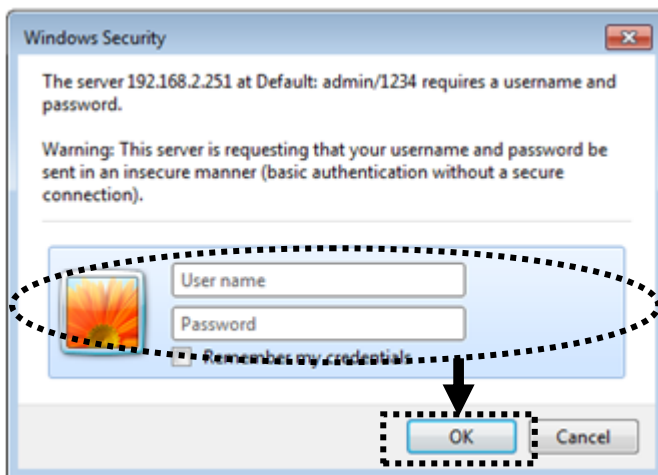 Windows Security
The server 192.168.2.251 at Default: admin/1234 requires a username and
password.
Warning: This server is requesting that your username and password be
sent in an insecure manner (basic authentication without a secure
connection).
User name
Password
Remember my credentials
OK
Cancel